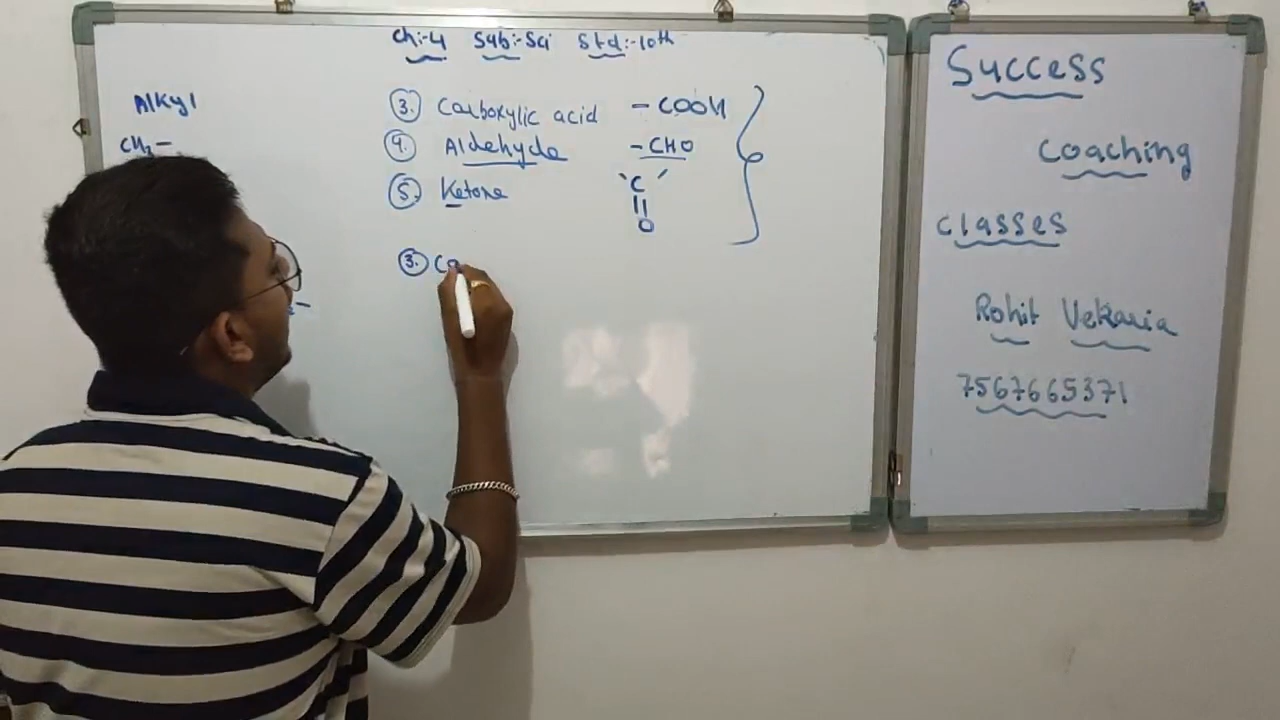 Ch:-4 Sub:-Sci Std:-10th
Alkyl
CH3-
3. Carboxylic acid -COOH
4. Aldehyde -CHO
5. Ketone C
||
O
3. Ca
Success
Coaching
Classes
Rohit Vekaria
7567665371